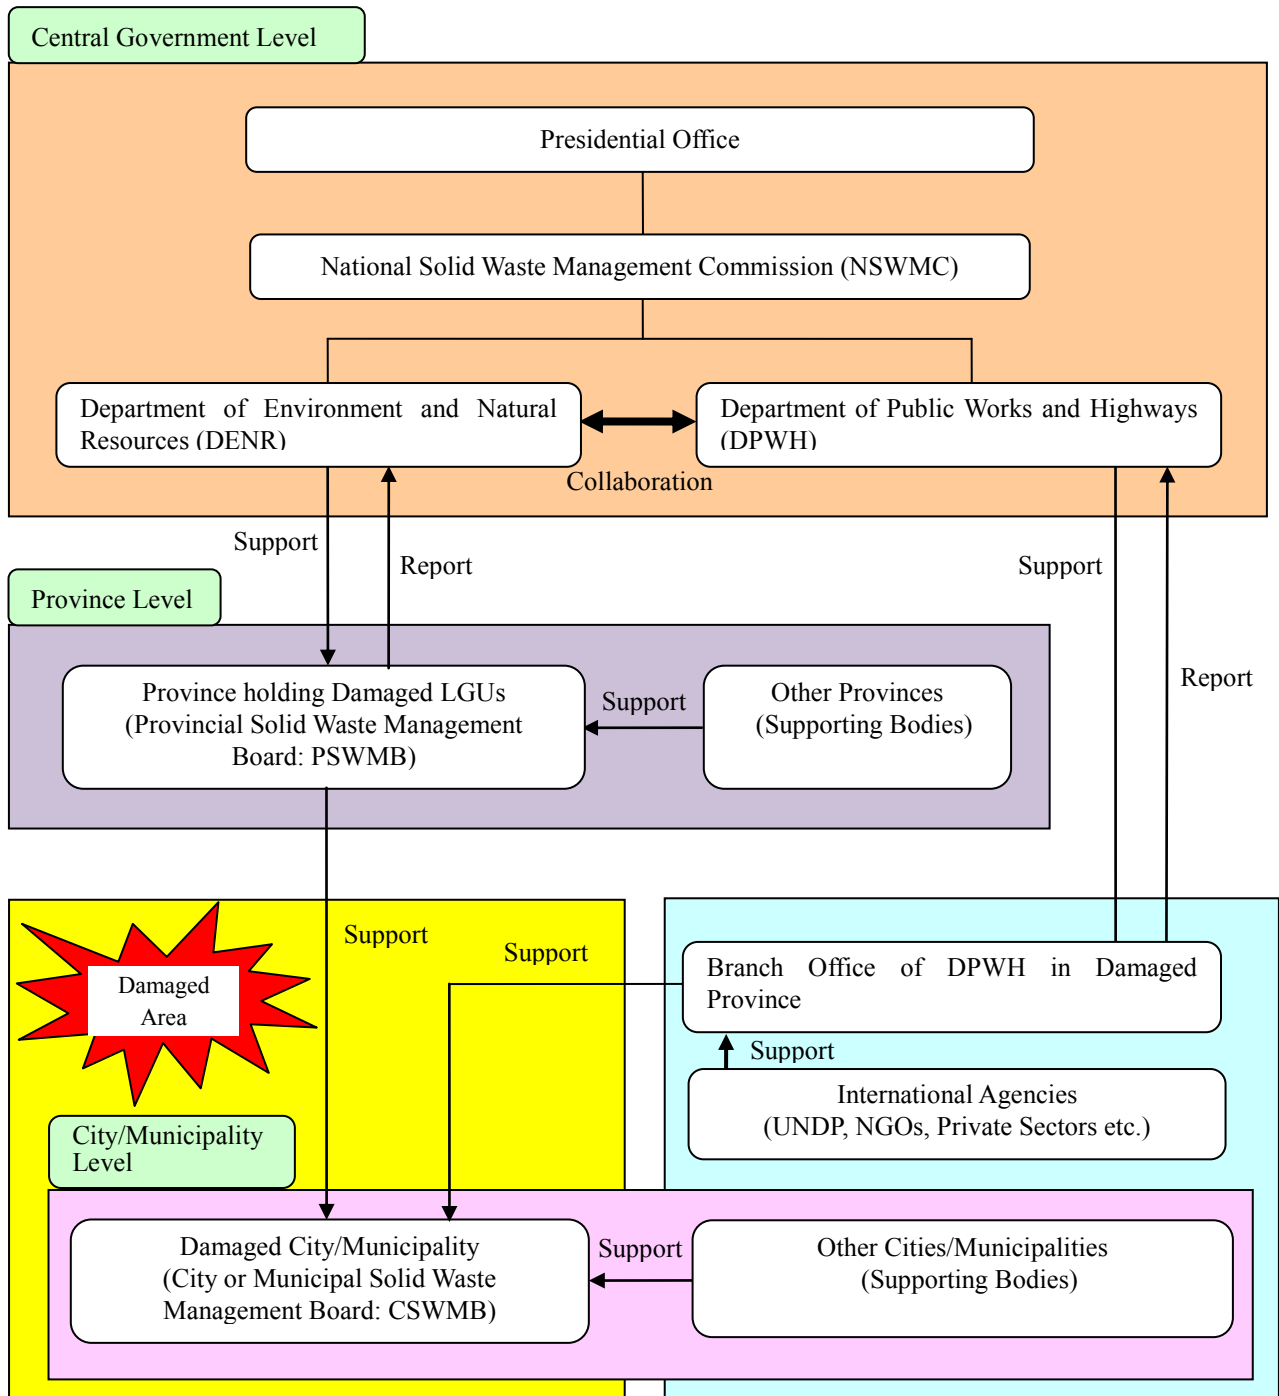 Central Government Level
Presidential Office
National Solid Waste Management Commission (NSWMC)
Department of Environment and Natural
Resources (DENR)
Department of Public Works and Highways
(DPWH)
Collaboration
Support
Report
Support
Report
Province Level
Province holding Damaged LGUs
(Provincial Solid Waste Management
Board: PSWMB)
Support
Other Provinces
(Supporting Bodies)
Damaged
Area
Support
Support
Branch Office of DPWH in Damaged
Province
Support
International Agencies
(UNDP, NGOs, Private Sectors etc.)
City/Municipality
Level
Damaged City/Municipality
(City or Municipal Solid Waste
Management Board: CSWMB)
Support
Other Cities/Municipalities
(Supporting Bodies)